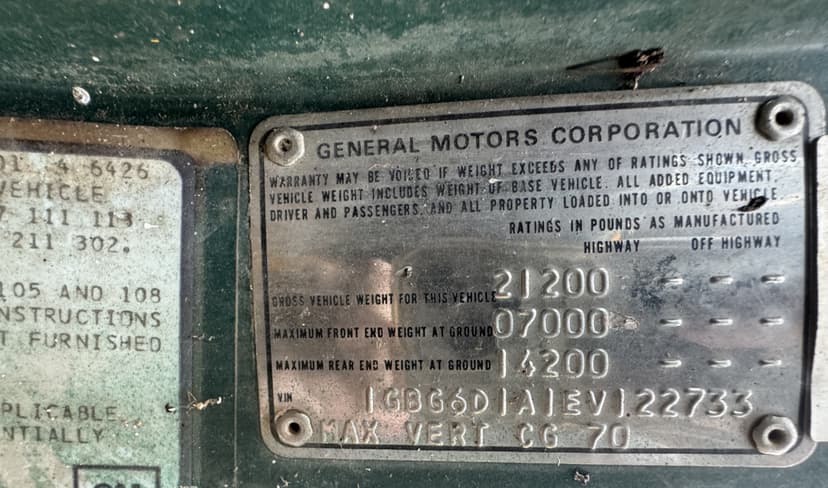 01 4 6426
VEHICLE
111 113
211 302.
105 AND 108
NSTRUCTIONS
T FURNISHED
PLICABLE
NTIALLY
GM
GENERAL MOTORS CORPORATION
WARRANTY MAY BE VOIDED IF WEIGHT EXCEEDS ANY OF RATINGS SHOWN, GROSS
VEHICLE WEIGHT INCLUDES WEIGHT OF BASE VEHICLE. ALL ADDED EQUIPMENT,
DRIVER AND PASSENGERS, AND ALL PROPERTY LOADED INTO OR ONTO VEHICLE.
RATINGS IN POUNDS AS MANUFACTURED
HIGHWAY OFF HIGHWAY
GROSS VEHICLE WEIGHT FOR THIS VEHICLE 21200 - - -
MAXIMUM FRONT END WEIGHT AT GROUND 07000 - - -
MAXIMUM REAR END WEIGHT AT GROUND 14200 - - -
VIN 1GBG6D1A1EV122733
MAX VERT CG 70